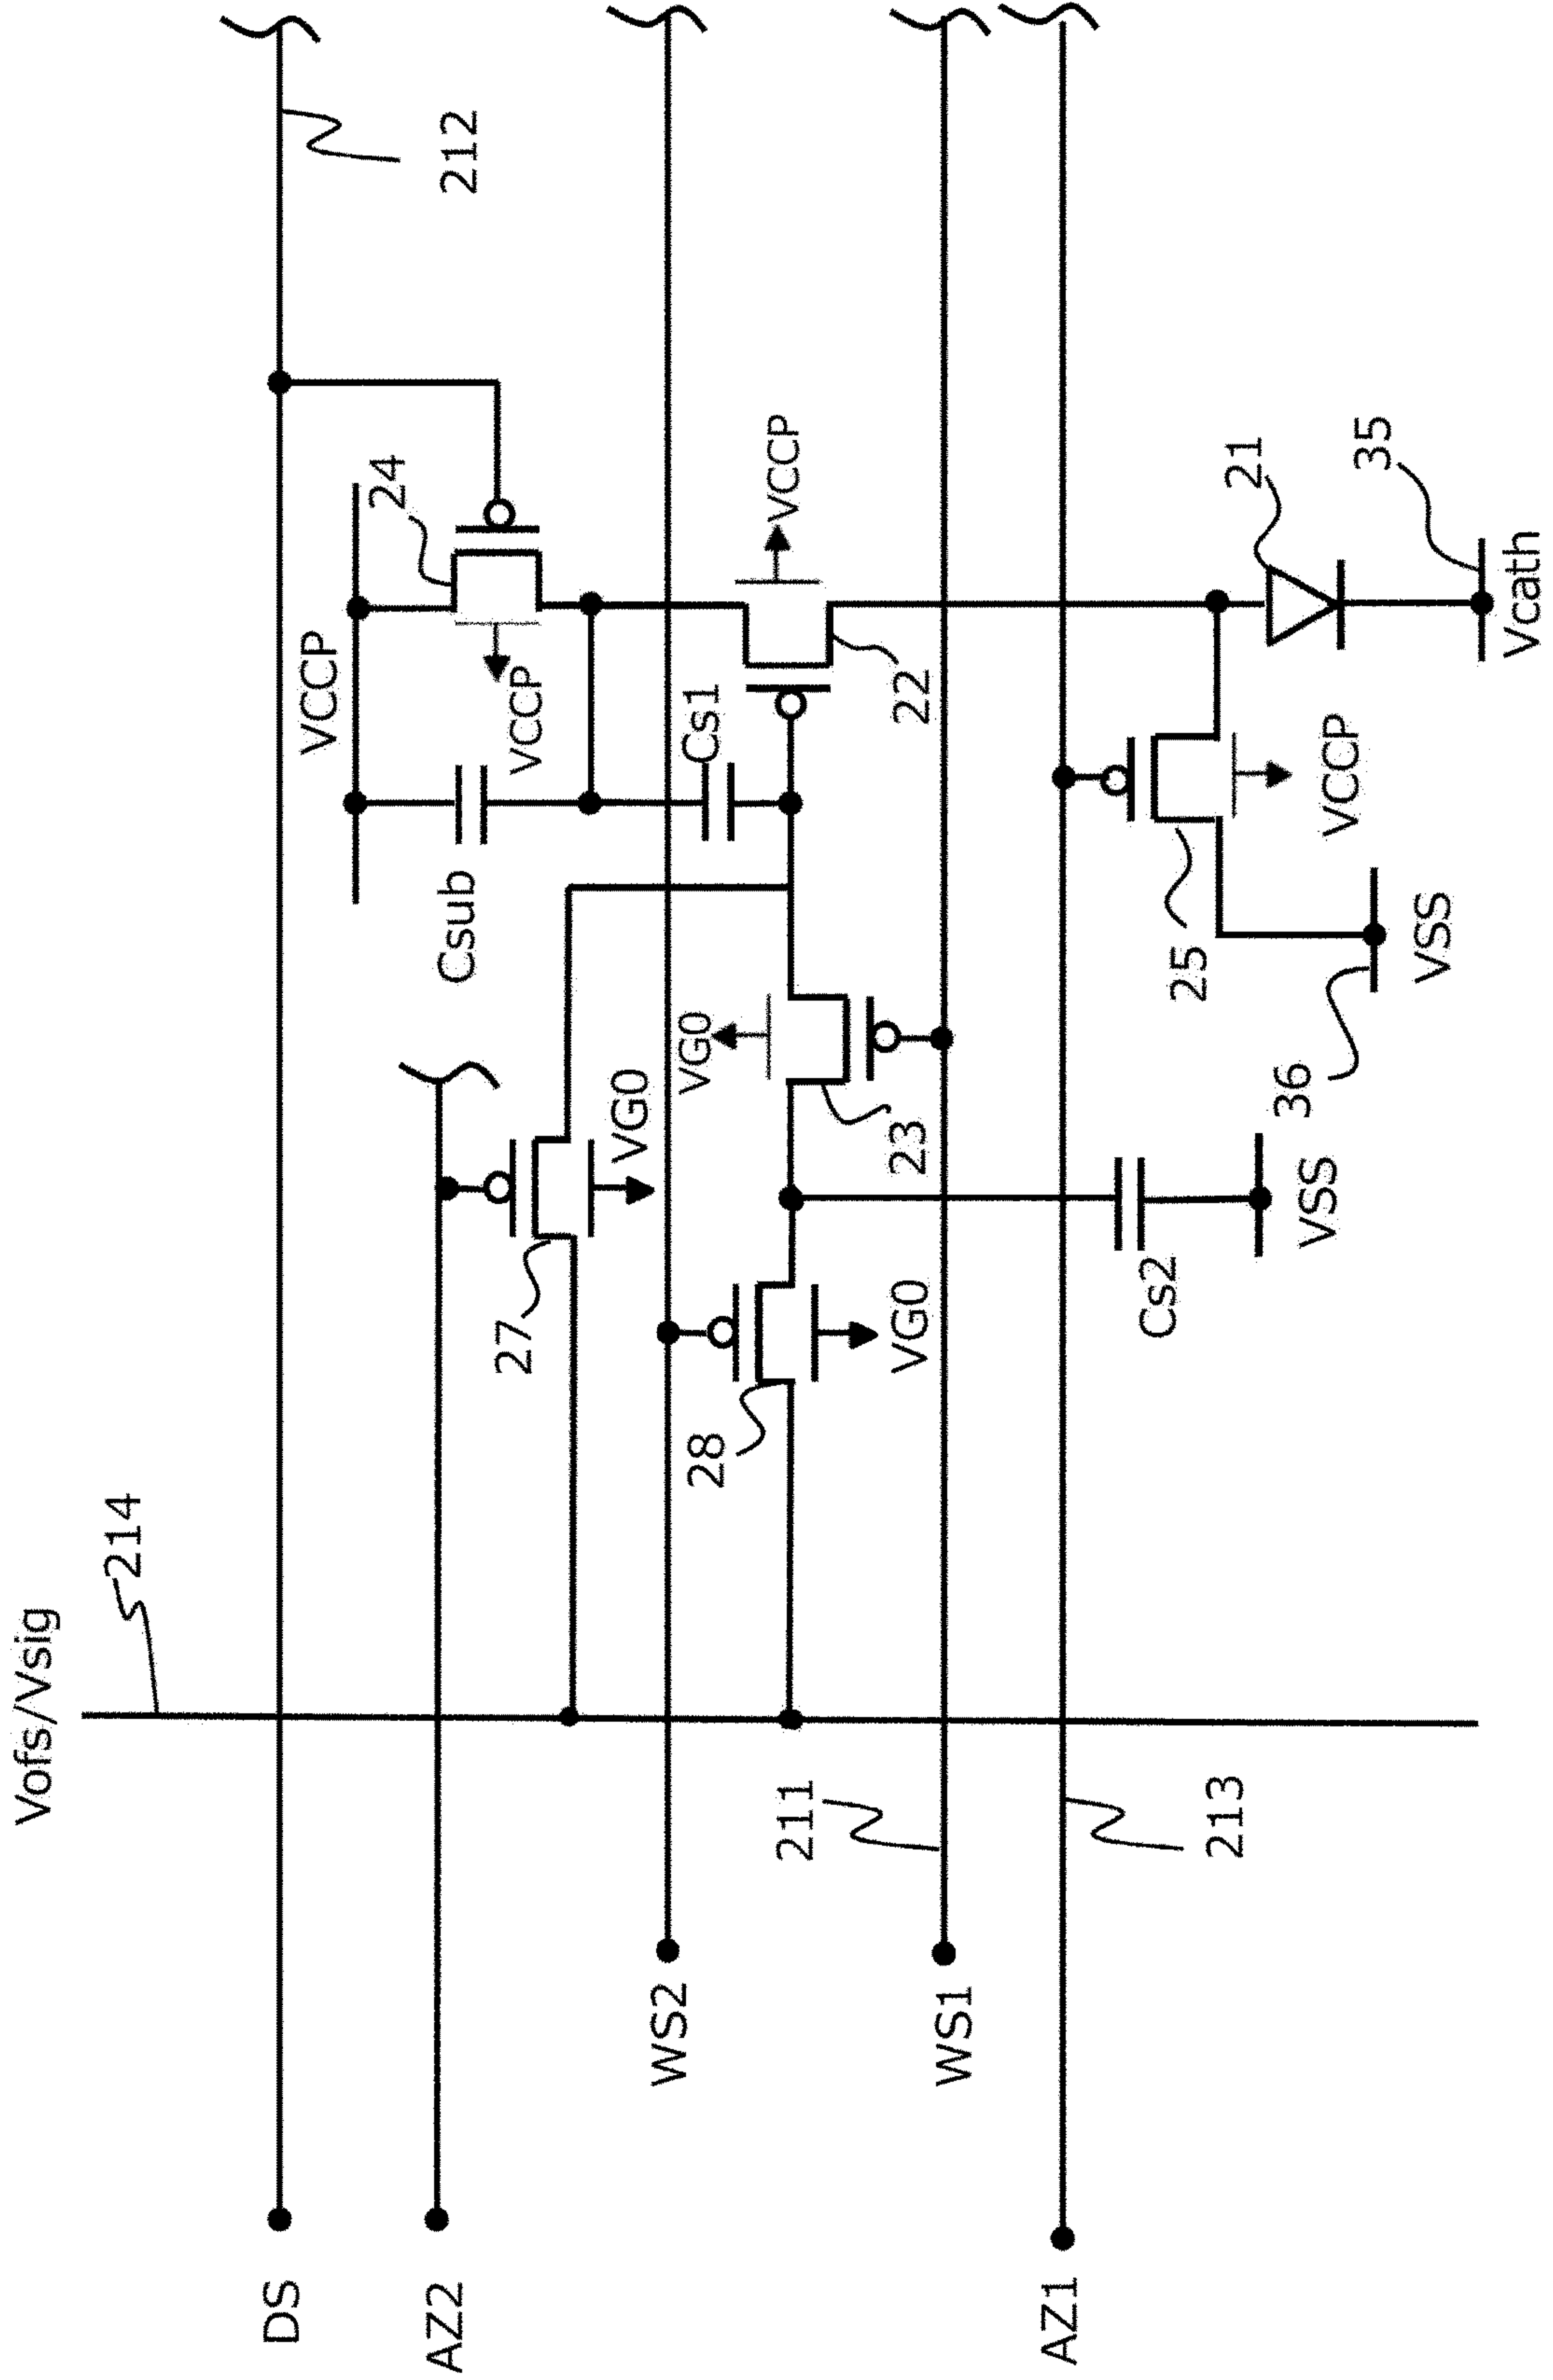 Vofs/Vsig
214
DS
212
VCCP
24
AZ2
Csub
VCCP
27
VG0
WS2
Cs1
VCCP
VG0
28
22
23
VG0
211
WS1
AZ1
213
25
21
Cs2
36
VCCP
35
VSS
VSS
Vcath